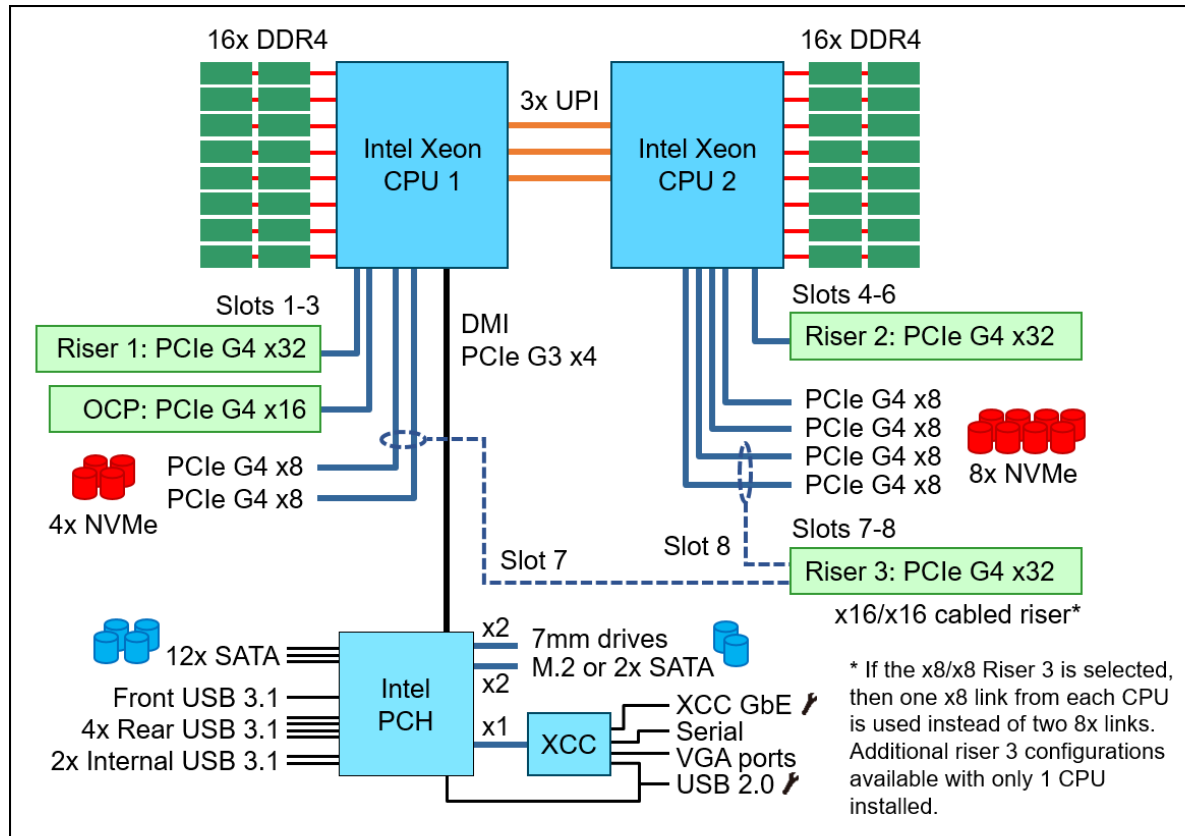 16x DDR4
16x DDR4
3x UPI
Intel Xeon
CPU 1
Intel Xeon
CPU 2
Slots 1-3
Riser 1: PCIe G4 x32
OCP: PCIe G4 x16
DMI
PCIe G3 x4
Slots 4-6
Riser 2: PCIe G4 x32
PCIe G4 x8
PCIe G4 x8
4x NVMe
PCIe G4 x8
PCIe G4 x8
PCIe G4 x8
PCIe G4 x8
8x NVMe
Slot 7
Slot 8
Slots 7-8
Riser 3: PCIe G4 x32
x16/x16 cabled riser*
12x SATA
Front USB 3.1
4x Rear USB 3.1
2x Internal USB 3.1
Intel
PCH
x2
7mm drives
M.2 or 2x SATA
x2
x1
XCC
XCC GbE
Serial
VGA ports
USB 2.0
* If the x8/x8 Riser 3 is selected,
then one x8 link from each CPU
is used instead of two 8x links.
Additional riser 3 configurations
available with only 1 CPU
installed.